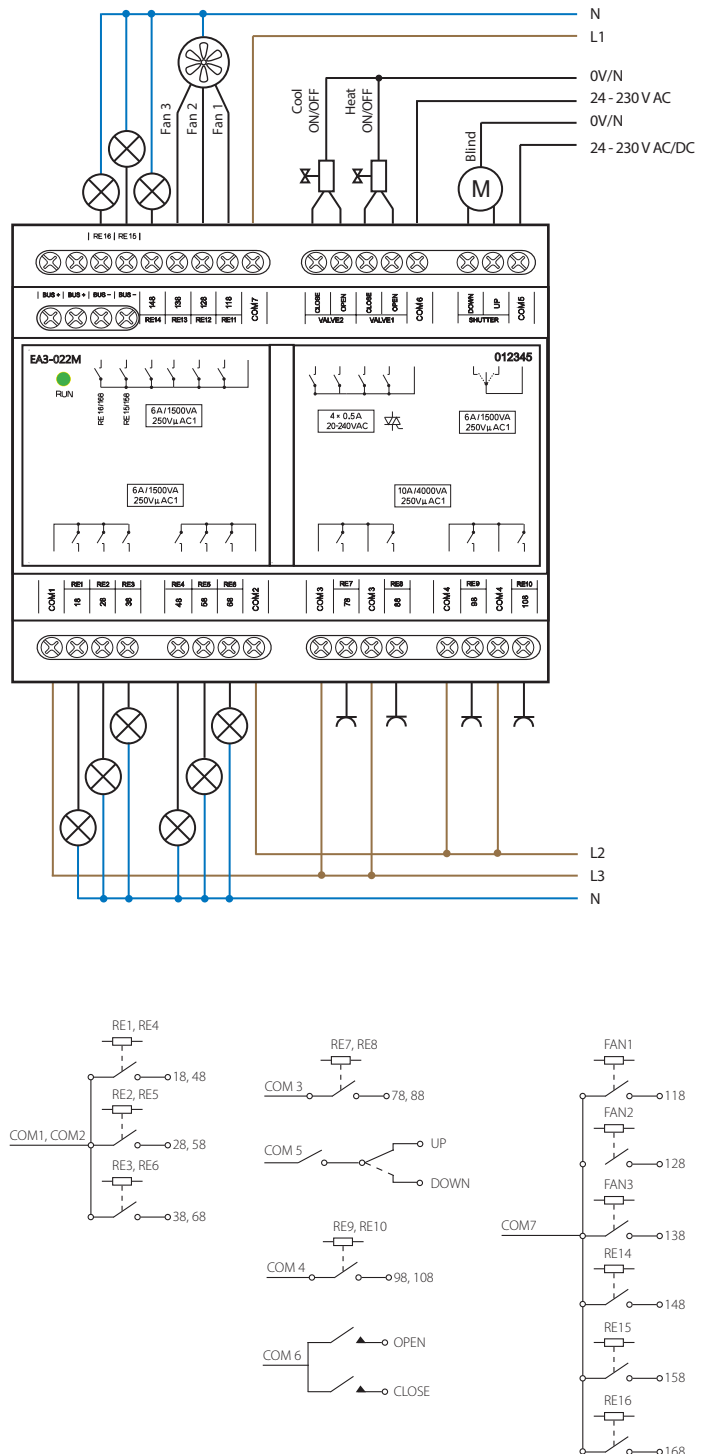 N
L1
0V/N
24 - 230 V AC
0V/N
24 - 230 V AC/DC
Fan 3
Fan 2
Fan 1
Cool
ON/OFF
Heat
ON/OFF
Blind
M
RE 16 RE 15
BUS + BUS + BUS − BUS −
148 138 128 118 COM7
RE14 RE13 RE12 RE11
CLOSE OPEN CLOSE OPEN COM6
VALVE2 VALVE1
DOWN UP COM5
SHUTTER
EA3-022M
RUN
RE 16/168
RE 15/158
6A/1500VA
250VµAC1
012345
4 × 0.5A
20-240VAC
6A/1500VA
250VµAC1
6A/1500VA
250VµAC1
10A/4000VA
250VµAC1
COM1 RE1 RE2 RE3 RE4 RE5 RE6 COM2
18 28 38 48 58 68
COM3 RE7 COM3 RE8 COM4 RE9 COM4 RE10
78 88 98 108
L2
L3
N
RE1, RE4
18, 48
RE2, RE5
COM1, COM2
28, 58
RE3, RE6
38, 68
RE7, RE8
COM 3
78, 88
COM 5
UP
DOWN
RE9, RE10
COM 4
98, 108
COM 6
OPEN
CLOSE
FAN1
118
FAN2
128
FAN3
COM7
138
RE14
148
RE15
158
RE16
168